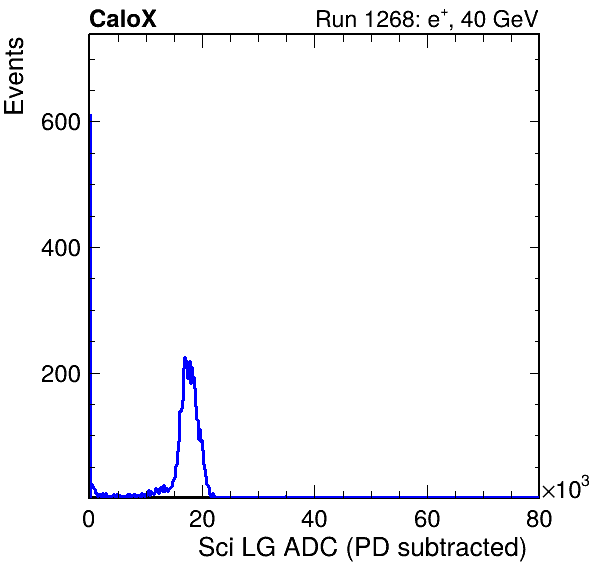 CaloX Run 1268: e⁺, 40 GeV
Events
600
400
200
0 20 40 60 80
×10³
Sci LG ADC (PD subtracted)